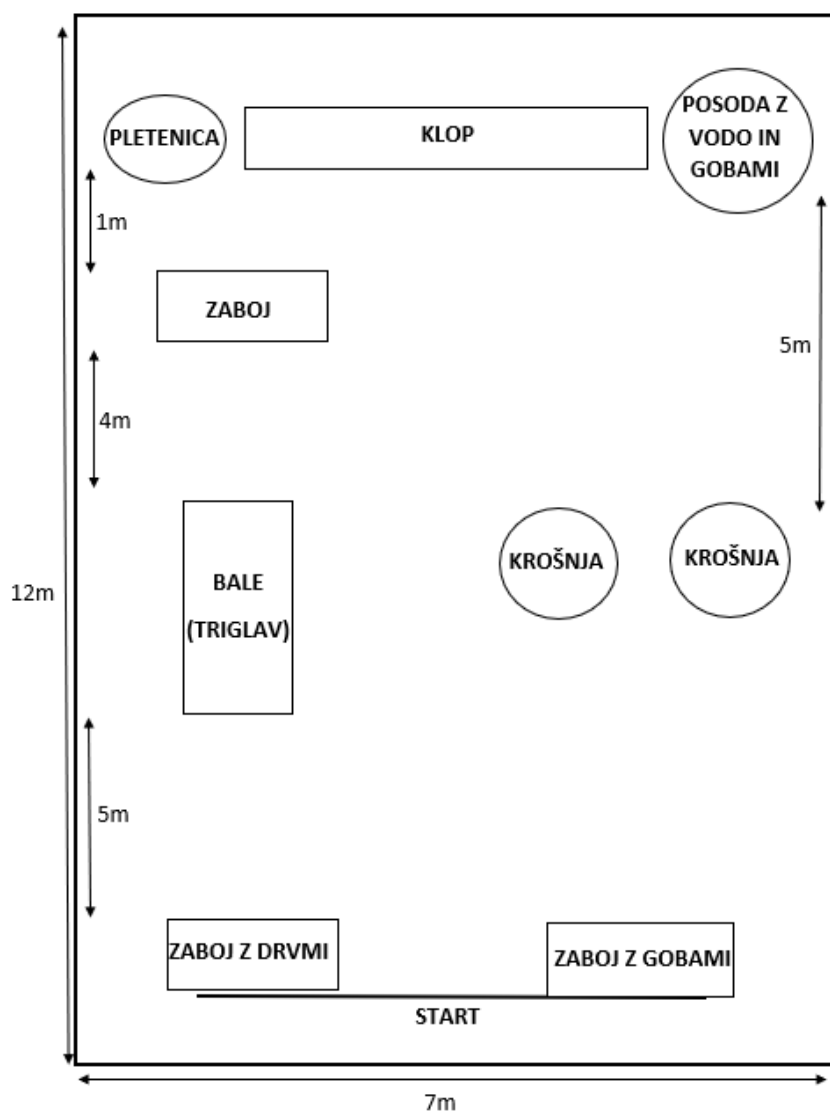 PLETENICA
KLOP
POSODA Z
VODO IN
GOBAMI
1m
ZABOJ
5m
4m
KROŠNJA
KROŠNJA
BALE
(TRIGLAV)
12m
5m
ZABOJ Z DRVMI
ZABOJ Z GOBAMI
START
7m